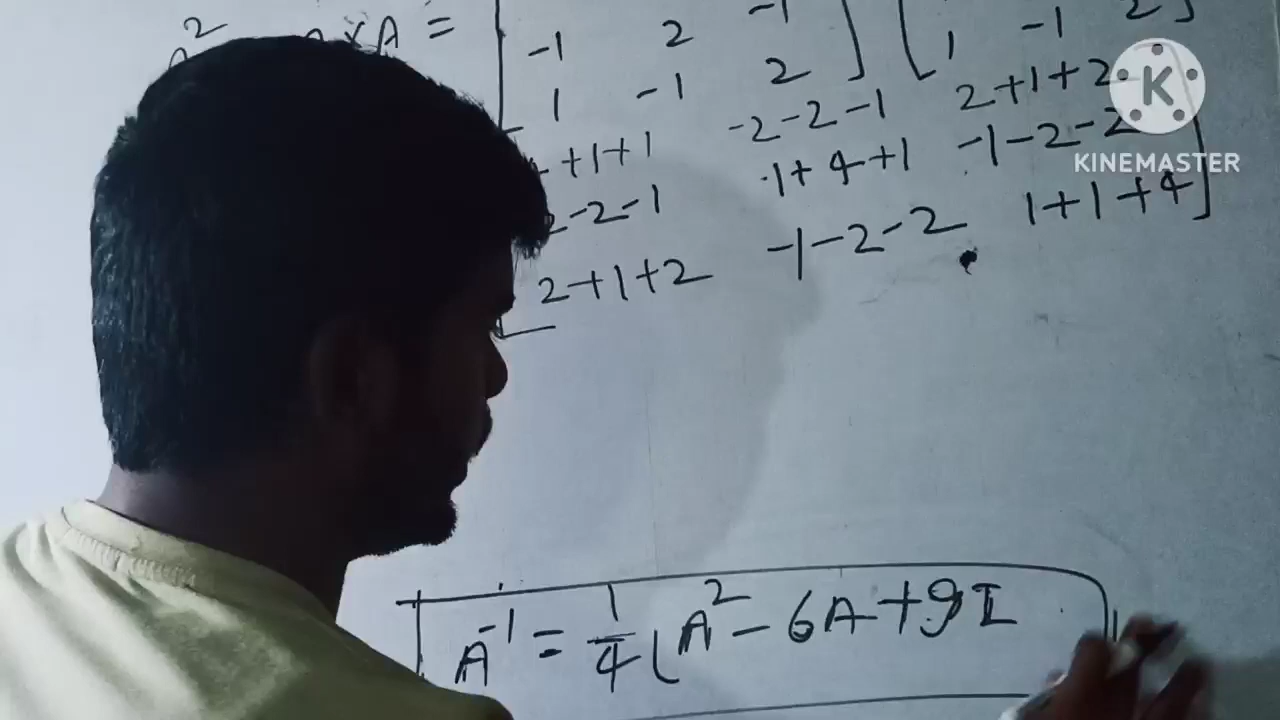 A² A×A = [ -1 ] [
-1 2 ] [ 1 -1 2 ]
1 -1 2
+1+1 -2-2-1 2+1+2
2-2-1 1+4+1 -1-2-2
2+1+2 -1-2-2 1+1+4
K
KINEMASTER
A⁻¹ = 1/4 ( A² - 6A + 9I